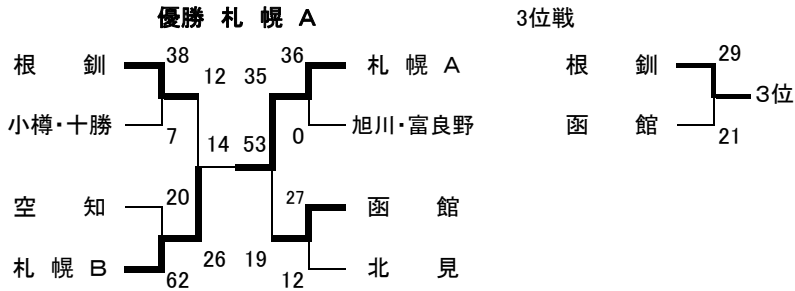 優勝 札 幌 A 3位戦
38 36 29
根 釧 12 35 札 幌 A 根 釧
3位
小樽・十勝 7 0 旭川・富良野 函 館 21
14 53
20 27
空 知 函 館
札 幌 B 26 19 北 見
62 12